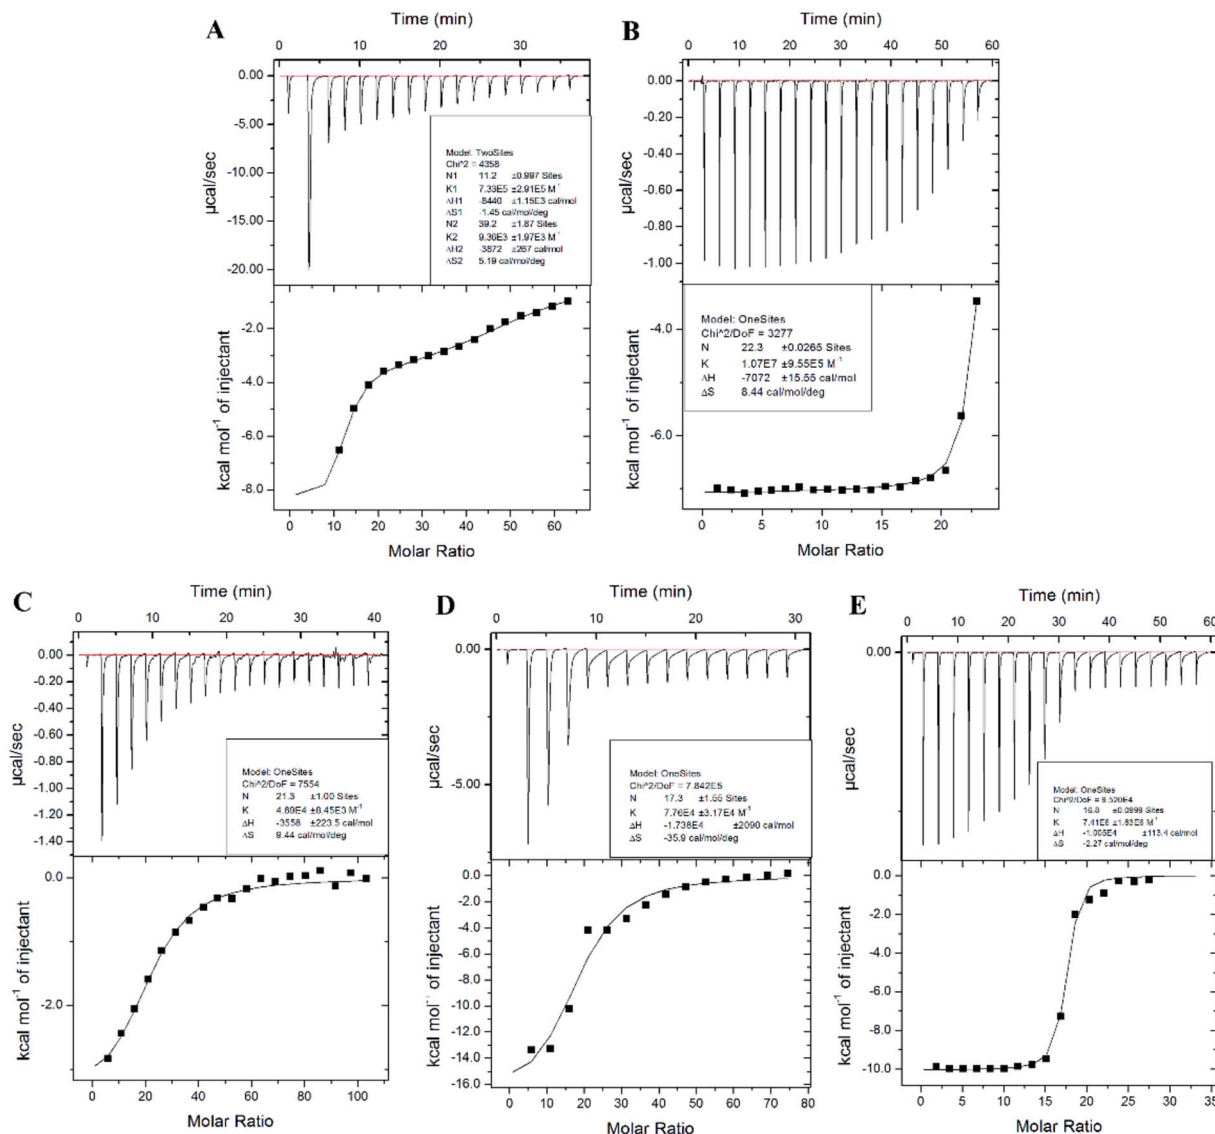 A
Time (min)
0 10 20 30
0.00
-5.00
-10.00
-15.00
-20.00
µcal/sec
Model: TwoSites
Chi^2 = 4358
N1 11.2 ±0.997 Sites
K1 7.33E5 ±2.91E5 M⁻¹
ΔH1 -8440 ±1.15E3 cal/mol
ΔS1 -1.45 cal/mol/deg
N2 39.2 ±1.87 Sites
K2 9.36E3 ±1.97E3 M⁻¹
ΔH2 -3872 ±267 cal/mol
ΔS2 5.19 cal/mol/deg
-2.0
-4.0
-6.0
-8.0
kcal mol⁻¹ of injectant
0 10 20 30 40 50 60
Molar Ratio
B
Time (min)
0 10 20 30 40 50 60
0.00
-0.20
-0.40
-0.60
-0.80
-1.00
µcal/sec
Model: OneSites
Chi^2/DoF = 3277
N 22.3 ±0.0265 Sites
K 1.07E7 ±9.55E5 M⁻¹
ΔH -7072 ±15.55 cal/mol
ΔS 8.44 cal/mol/deg
-4.0
-6.0
kcal mol⁻¹ of injectant
0 5 10 15 20
Molar Ratio
C
Time (min)
0 10 20 30 40
0.00
-0.20
-0.40
-0.60
-0.80
-1.00
-1.20
-1.40
µcal/sec
Model: OneSites
Chi^2/DoF = 7554
N 21.3 ±1.00 Sites
K 4.69E4 ±6.45E3 M⁻¹
ΔH -3558 ±223.5 cal/mol
ΔS 9.44 cal/mol/deg
0.0
-2.0
kcal mol⁻¹ of injectant
0 20 40 60 80 100
Molar Ratio
D
Time (min)
0 10 20 30
0.00
-5.00
µcal/sec
Model: OneSites
Chi^2/DoF = 7.842E5
N 17.3 ±1.55 Sites
K 7.76E4 ±3.17E4 M⁻¹
ΔH -1.738E4 ±2090 cal/mol
ΔS -35.9 cal/mol/deg
0.0
-2.0
-4.0
-6.0
-8.0
-10.0
-12.0
-14.0
-16.0
kcal mol⁻¹ of injectant
0 10 20 30 40 50 60 70 80
Molar Ratio
E
Time (min)
0 10 20 30 40 50 60
0.00
µcal/sec
Model: OneSites
Chi^2/DoF = 9.520E4
N 16.8 ±0.0999 Sites
K 7.41E6 ±1.83E6 M⁻¹
ΔH -1.005E4 ±113.4 cal/mol
ΔS -2.27 cal/mol/deg
0.0
-2.0
-4.0
-6.0
-8.0
-10.0
kcal mol⁻¹ of injectant
0 5 10 15 20 25 30 35
Molar Ratio